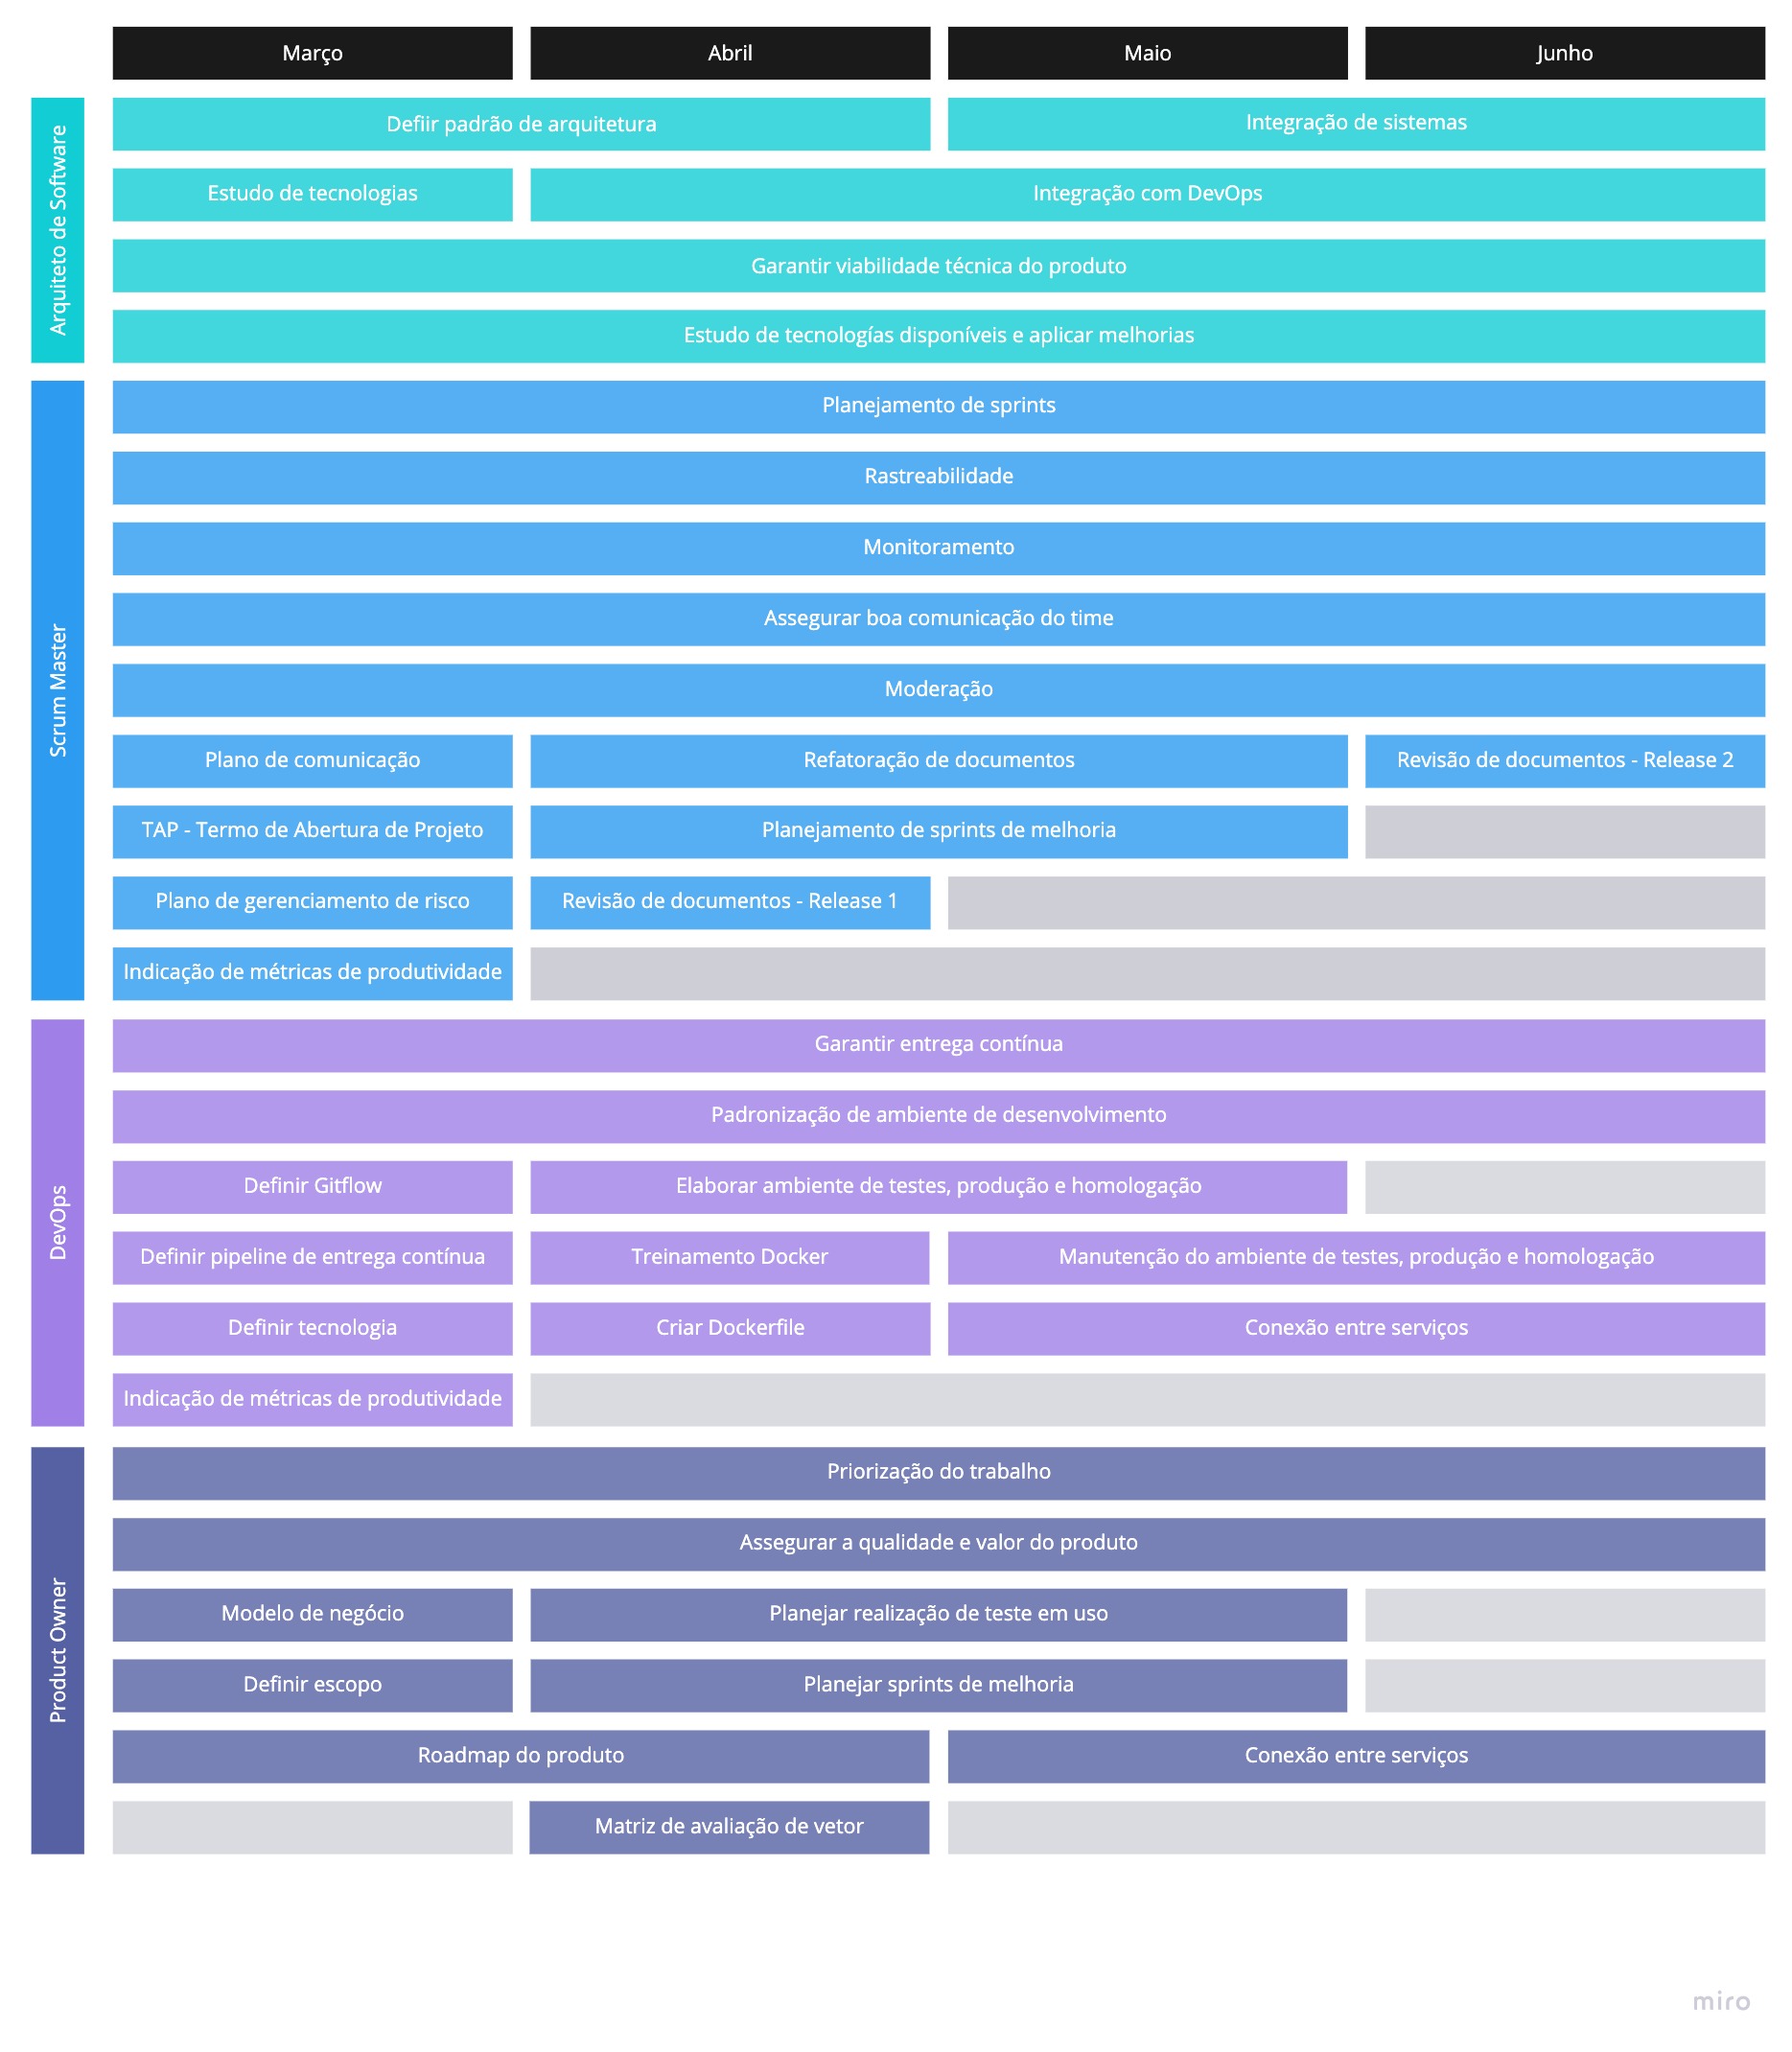 Março
Abril
Maio
Junho
Arquiteto de Software
Defiir padrão de arquitetura
Integração de sistemas
Estudo de tecnologias
Integração com DevOps
Garantir viabilidade técnica do produto
Estudo de tecnologías disponíveis e aplicar melhorias
Scrum Master
Planejamento de sprints
Rastreabilidade
Monitoramento
Assegurar boa comunicação do time
Moderação
Plano de comunicação
Refatoração de documentos
Revisão de documentos - Release 2
TAP - Termo de Abertura de Projeto
Planejamento de sprints de melhoria
Plano de gerenciamento de risco
Revisão de documentos - Release 1
Indicação de métricas de produtividade
DevOps
Garantir entrega contínua
Padronização de ambiente de desenvolvimento
Definir Gitflow
Elaborar ambiente de testes, produção e homologação
Definir pipeline de entrega contínua
Treinamento Docker
Manutenção do ambiente de testes, produção e homologação
Definir tecnologia
Criar Dockerfile
Conexão entre serviços
Indicação de métricas de produtividade
Product Owner
Priorização do trabalho
Assegurar a qualidade e valor do produto
Modelo de negócio
Planejar realização de teste em uso
Definir escopo
Planejar sprints de melhoria
Roadmap do produto
Conexão entre serviços
Matriz de avaliação de vetor
miro